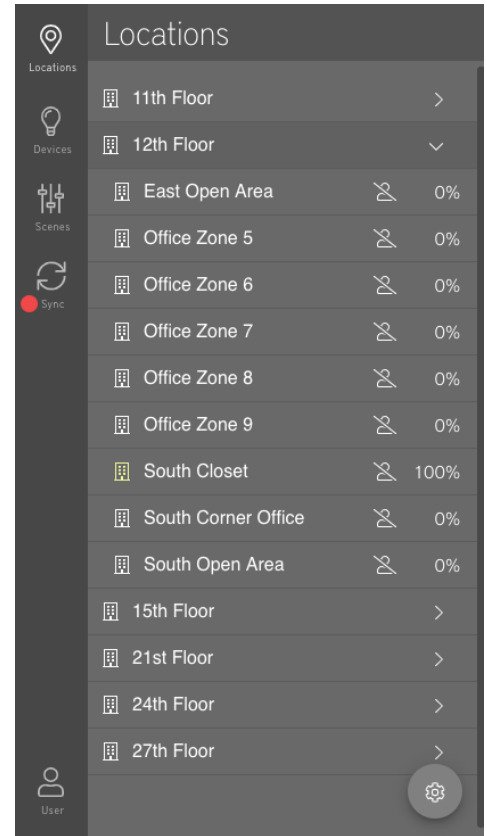 Locations
Locations
Devices
Scenes
Sync
User
11th Floor
12th Floor
East Open Area 0%
Office Zone 5 0%
Office Zone 6 0%
Office Zone 7 0%
Office Zone 8 0%
Office Zone 9 0%
South Closet 100%
South Corner Office 0%
South Open Area 0%
15th Floor
21st Floor
24th Floor
27th Floor